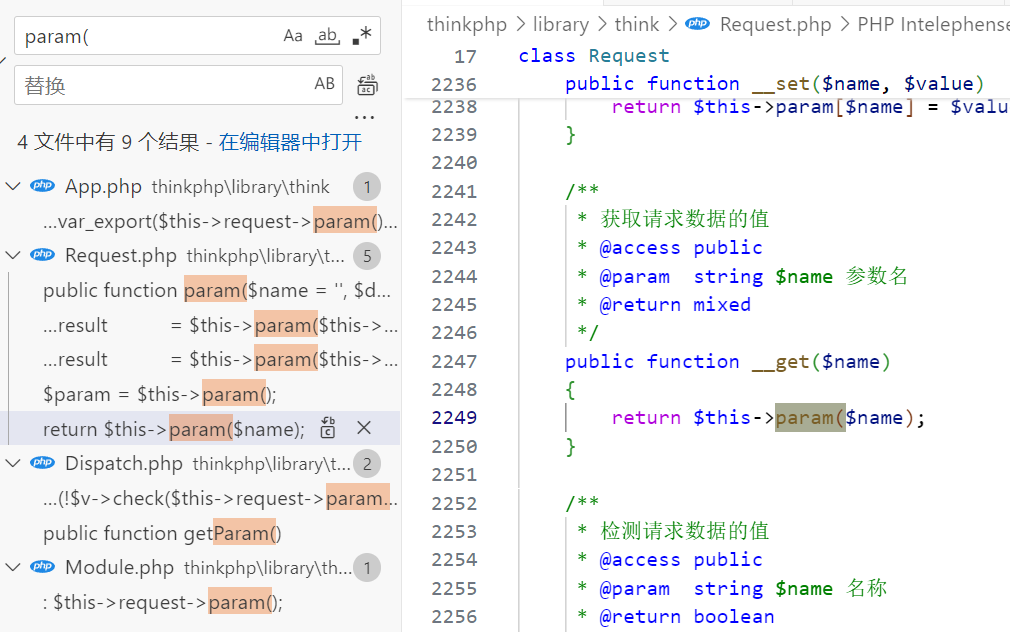 param( Aa ab .*
替换 AB
...
4 文件中有 9 个结果 - 在编辑器中打开
php App.php thinkphp\library\think 1
...var_export($this->request->param()...
php Request.php thinkphp\library\t... 5
public function param($name = '', $d...
...result = $this->param($this->...
...result = $this->param($this->...
$param = $this->param();
return $this->param($name);
php Dispatch.php thinkphp\library\t... 2
...(!$v->check($this->request->param...
public function getParam()
php Module.php thinkphp\library\th... 1
: $this->request->param();
thinkphp > library > think > php Request.php > PHP Intelephense
17 class Request
2236 public function __set($name, $value)
2238 return $this->param[$name] = $valu
2239 }
2240
2241 /**
2242 * 获取请求数据的值
2243 * @access public
2244 * @param string $name 参数名
2245 * @return mixed
2246 */
2247 public function __get($name)
2248 {
2249 return $this->param($name);
2250 }
2251
2252 /**
2253 * 检测请求数据的值
2254 * @access public
2255 * @param string $name 名称
2256 * @return boolean